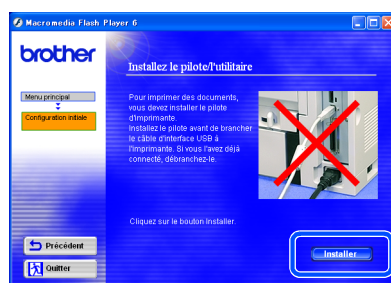 Macromedia Flash Player 6
brother
Installez le pilote/l'utilitaire
Menu principal
Configuration initiale
Pour imprimer des documents,
vous devez installer le pilote
d'imprimante.
Installez le pilote avant de brancher
le câble d'interface USB à
l'imprimante. Si vous l'avez déjà
connecté, débranchez-le.
Cliquez sur le bouton Installer.
Précédent
Quitter
Installer